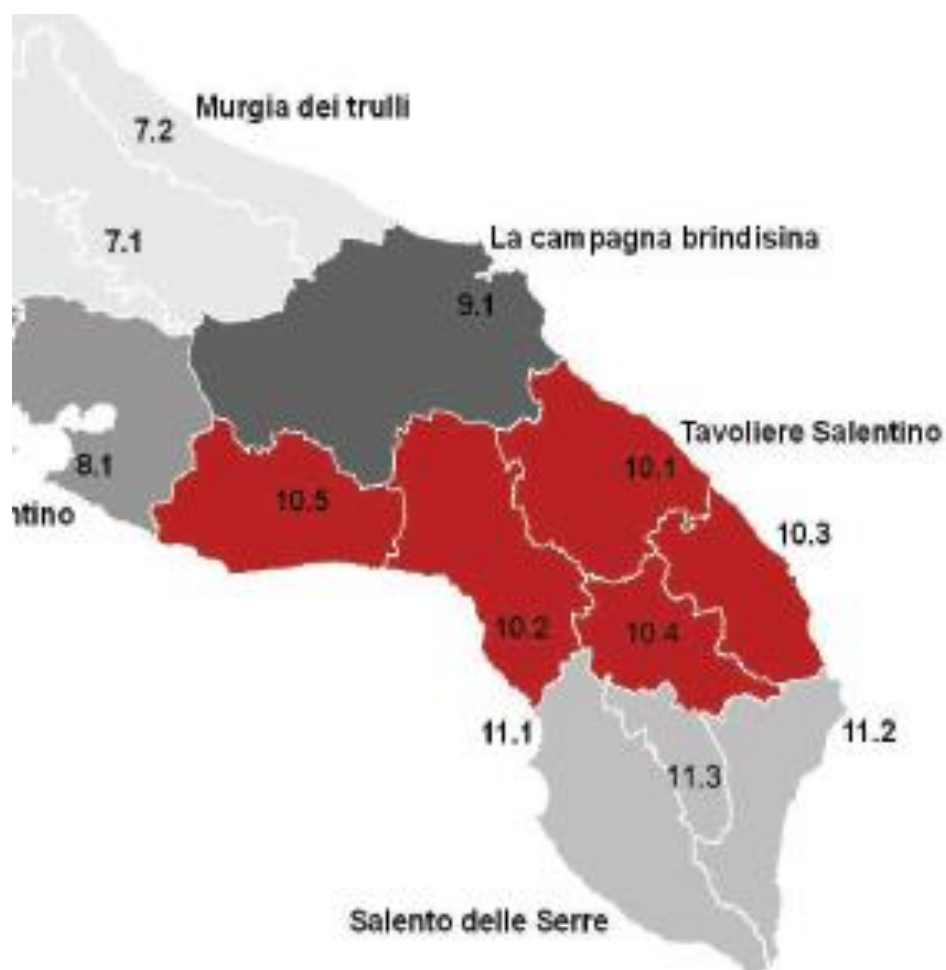 Murgia dei trulli
7.2
7.1
La campagna brindisina
9.1
Tavoliere Salentino
8.1
10.1
10.5
ntino
10.3
10.2
10.4
11.1
11.2
11.3
Salento delle Serre